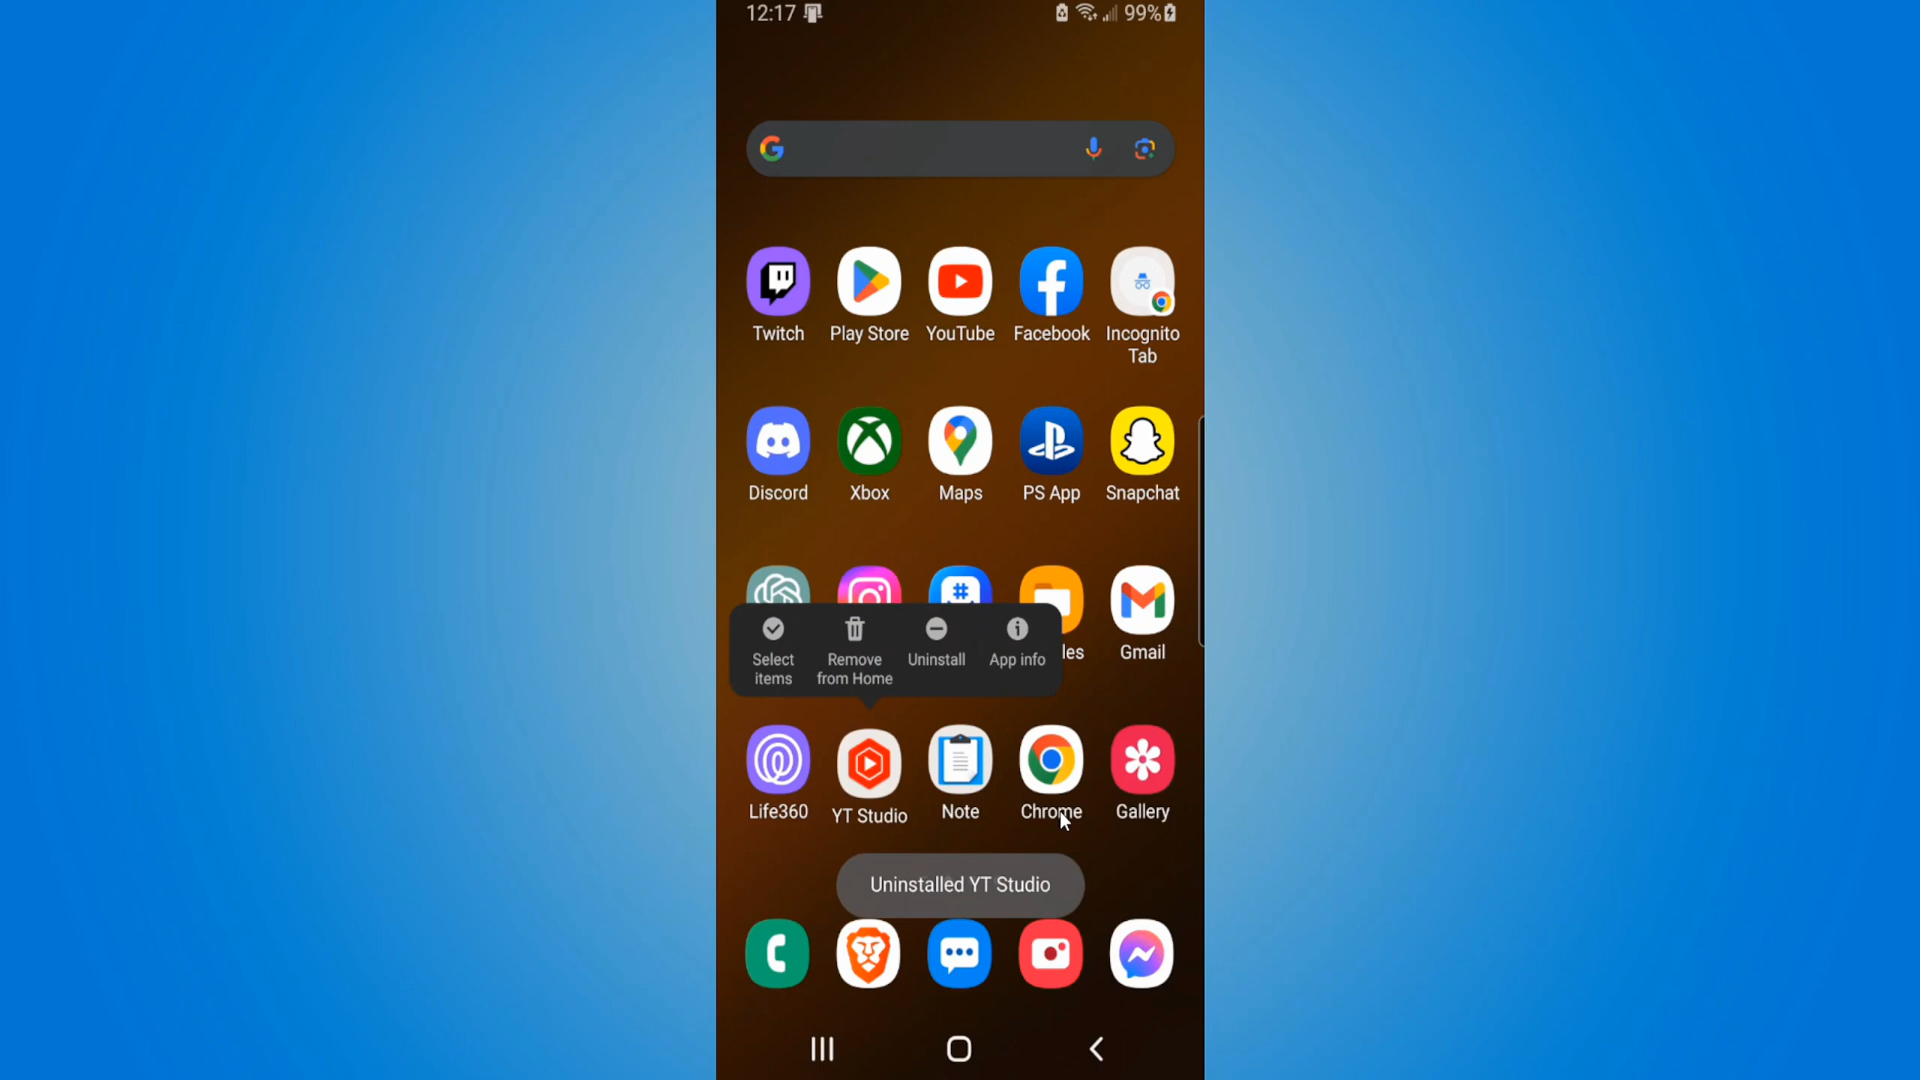 12:17
99%
Twitch
Play Store
YouTube
Facebook
Incognito
Tab
Discord
Xbox
Maps
PS App
Snapchat
les
Gmail
Select
items
Remove
from Home
Uninstall
App info
Life360
YT Studio
Note
Chrome
Gallery
Uninstalled YT Studio